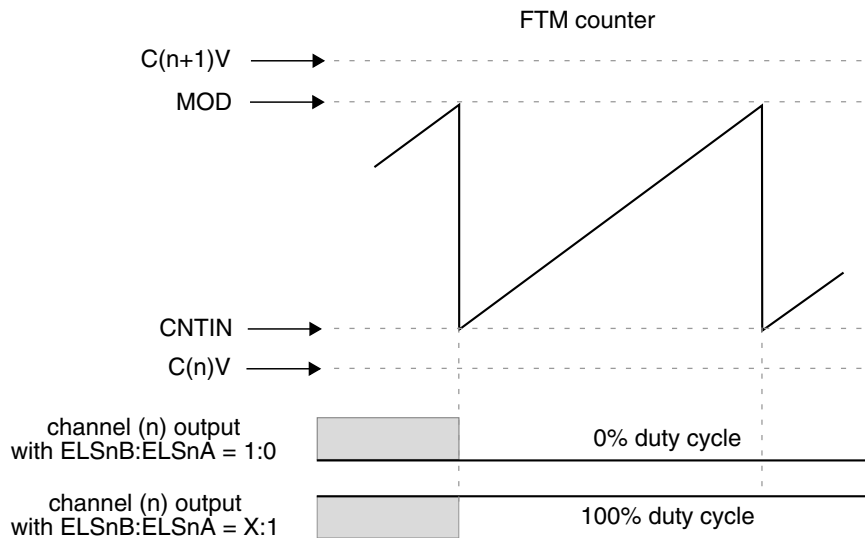 FTM counter
C(n+1)V
MOD
CNTIN
C(n)V
channel (n) output
with ELSnB:ELSnA = 1:0
0% duty cycle
channel (n) output
with ELSnB:ELSnA = X:1
100% duty cycle